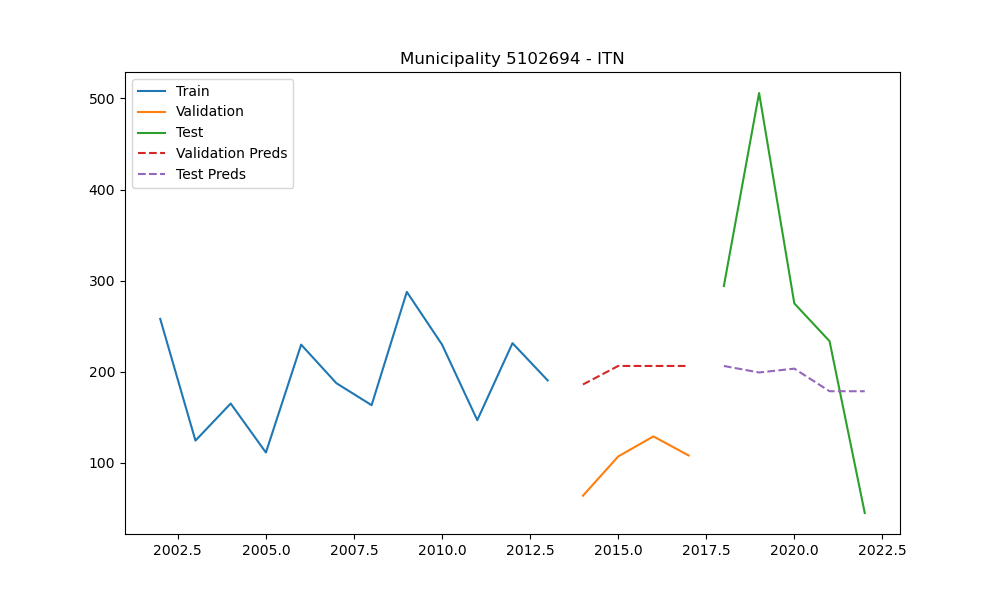 Municipality 5102694 - ITN
Train
Validation
Test
Validation Preds
Test Preds
500
400
300
200
100
2002.5 2005.0 2007.5 2010.0 2012.5 2015.0 2017.5 2020.0 2022.5